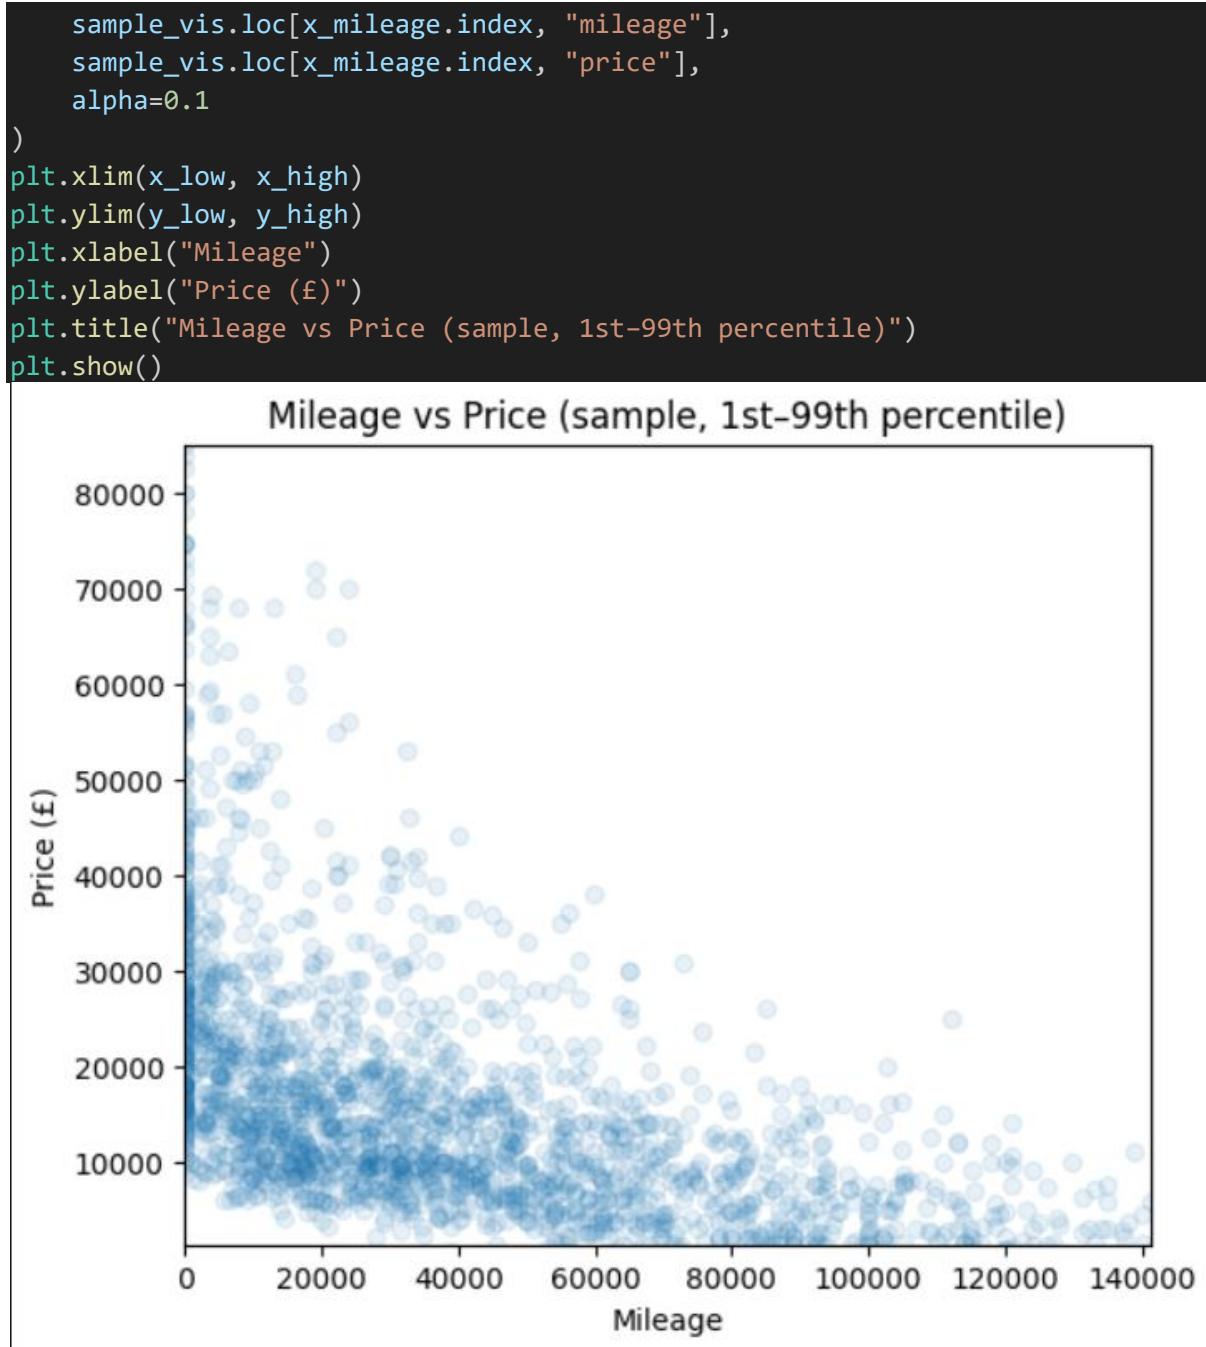 sample_vis.loc[x_mileage.index, "mileage"],
    sample_vis.loc[x_mileage.index, "price"],
    alpha=0.1
)
plt.xlim(x_low, x_high)
plt.ylim(y_low, y_high)
plt.xlabel("Mileage")
plt.ylabel("Price (£)")
plt.title("Mileage vs Price (sample, 1st–99th percentile)")
plt.show()
Mileage vs Price (sample, 1st–99th percentile)
80000
70000
60000
50000
40000
30000
20000
10000
Price (£)
0 20000 40000 60000 80000 100000 120000 140000
Mileage